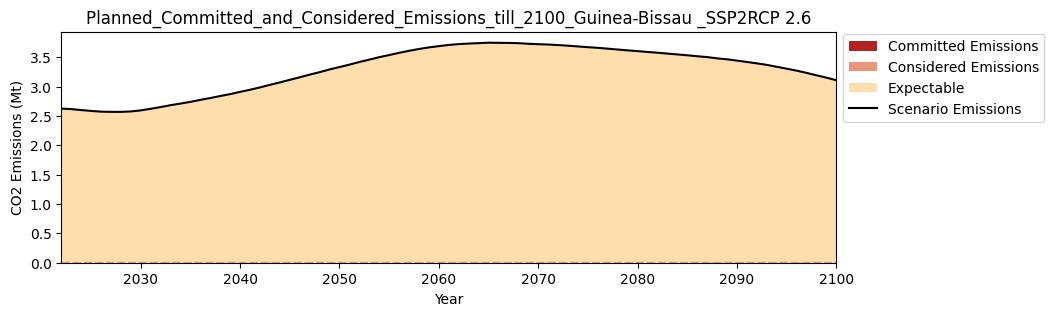 Planned_Committed_and_Considered_Emissions_till_2100_Guinea-Bissau _SSP2RCP 2.6
Committed Emissions
Considered Emissions
Expectable
Scenario Emissions
CO2 Emissions (Mt)
3.5
3.0
2.5
2.0
1.5
1.0
0.5
0.0
2030
2040
2050
2060
2070
2080
2090
2100
Year